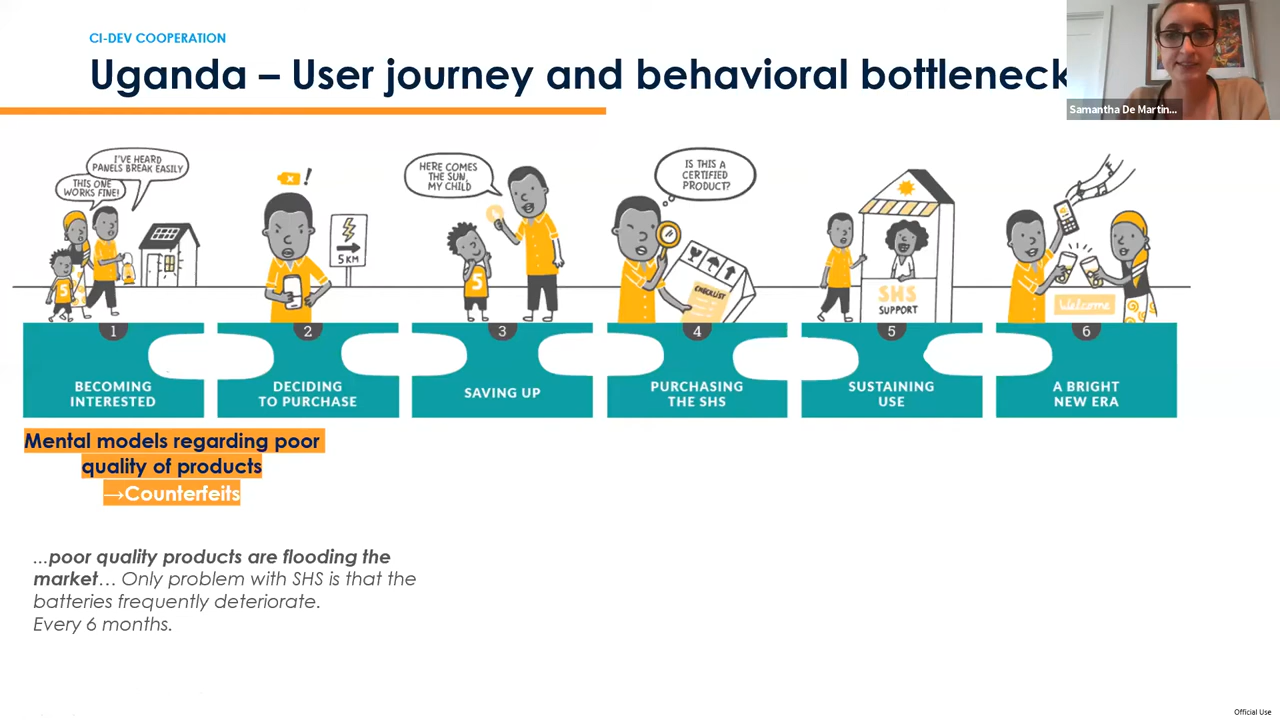 CI-DEV COOPERATION
Uganda – User journey and behavioral bottleneck
Samantha De Martin...
I'VE HEARD
PANELS BREAK EASILY
THIS ONE
WORKS FINE!
!
5 KM
HERE COMES
THE SUN,
MY CHILD
IS THIS A
CERTIFIED
PRODUCT?
5
5
CHECKLIST
SHS
SUPPORT
Welcome
1
2
3
4
5
6
BECOMING
INTERESTED
DECIDING
TO PURCHASE
SAVING UP
PURCHASING
THE SHS
SUSTAINING
USE
A BRIGHT
NEW ERA
Mental models regarding poor
quality of products
→Counterfeits
...poor quality products are flooding the
market… Only problem with SHS is that the
batteries frequently deteriorate.
Every 6 months.
Official Use